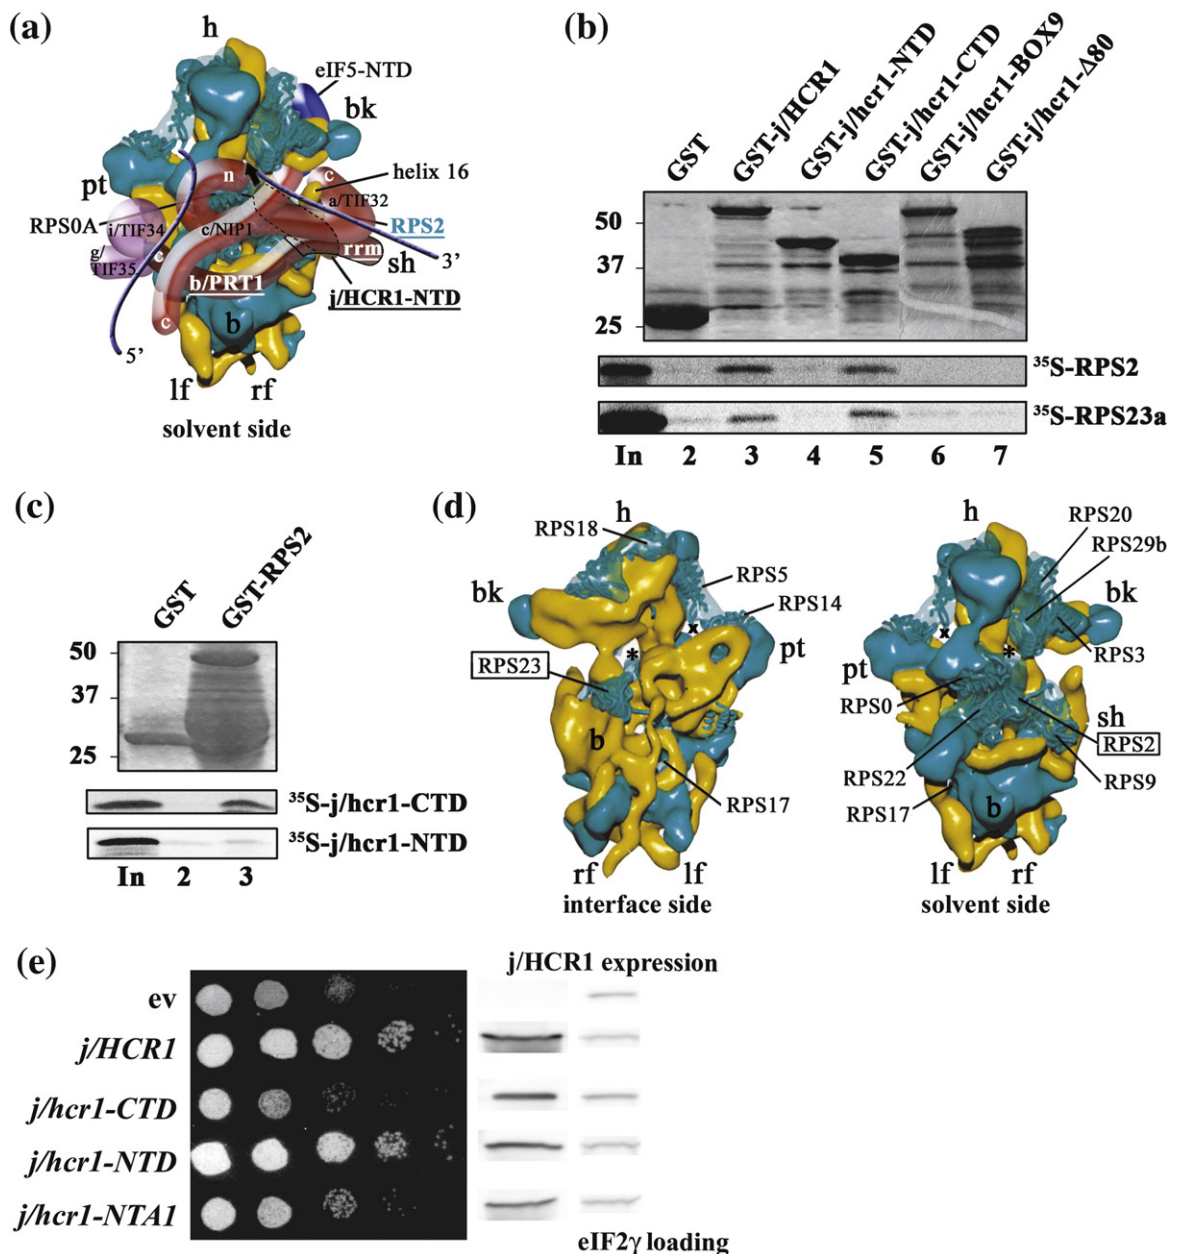 (a)
h
eIF5-NTD
bk
helix 16
n
c
a/TIF32
pt
RPS0A
i/TIF34
c/NIP1
RPS2
g/
TIF35
c
rrm
sh
3’
b/PRT1
j/HCR1-NTD
c
b
5’
lf
rf
solvent side
(b)
GST
GST-j/HCR1
GST-j/hcr1-NTD
GST-j/hcr1-CTD
GST-j/hcr1-BOX9
GST-j/hcr1-Δ80
50
37
25
³⁵S-RPS2
³⁵S-RPS23a
In 2 3 4 5 6 7
(c)
GST
GST-RPS2
50
37
25
³⁵S-j/hcr1-CTD
³⁵S-j/hcr1-NTD
In 2 3
(d)
h
RPS18
bk
RPS5
RPS14
x
*
pt
RPS23
b
RPS17
rf
lf
interface side
h
RPS20
RPS29b
bk
x
*
RPS3
pt
RPS0
sh
RPS2
RPS22
RPS9
RPS17
b
lf
rf
solvent side
(e)
j/HCR1 expression
ev
j/HCR1
j/hcr1-CTD
j/hcr1-NTD
j/hcr1-NTA1
eIF2γ loading